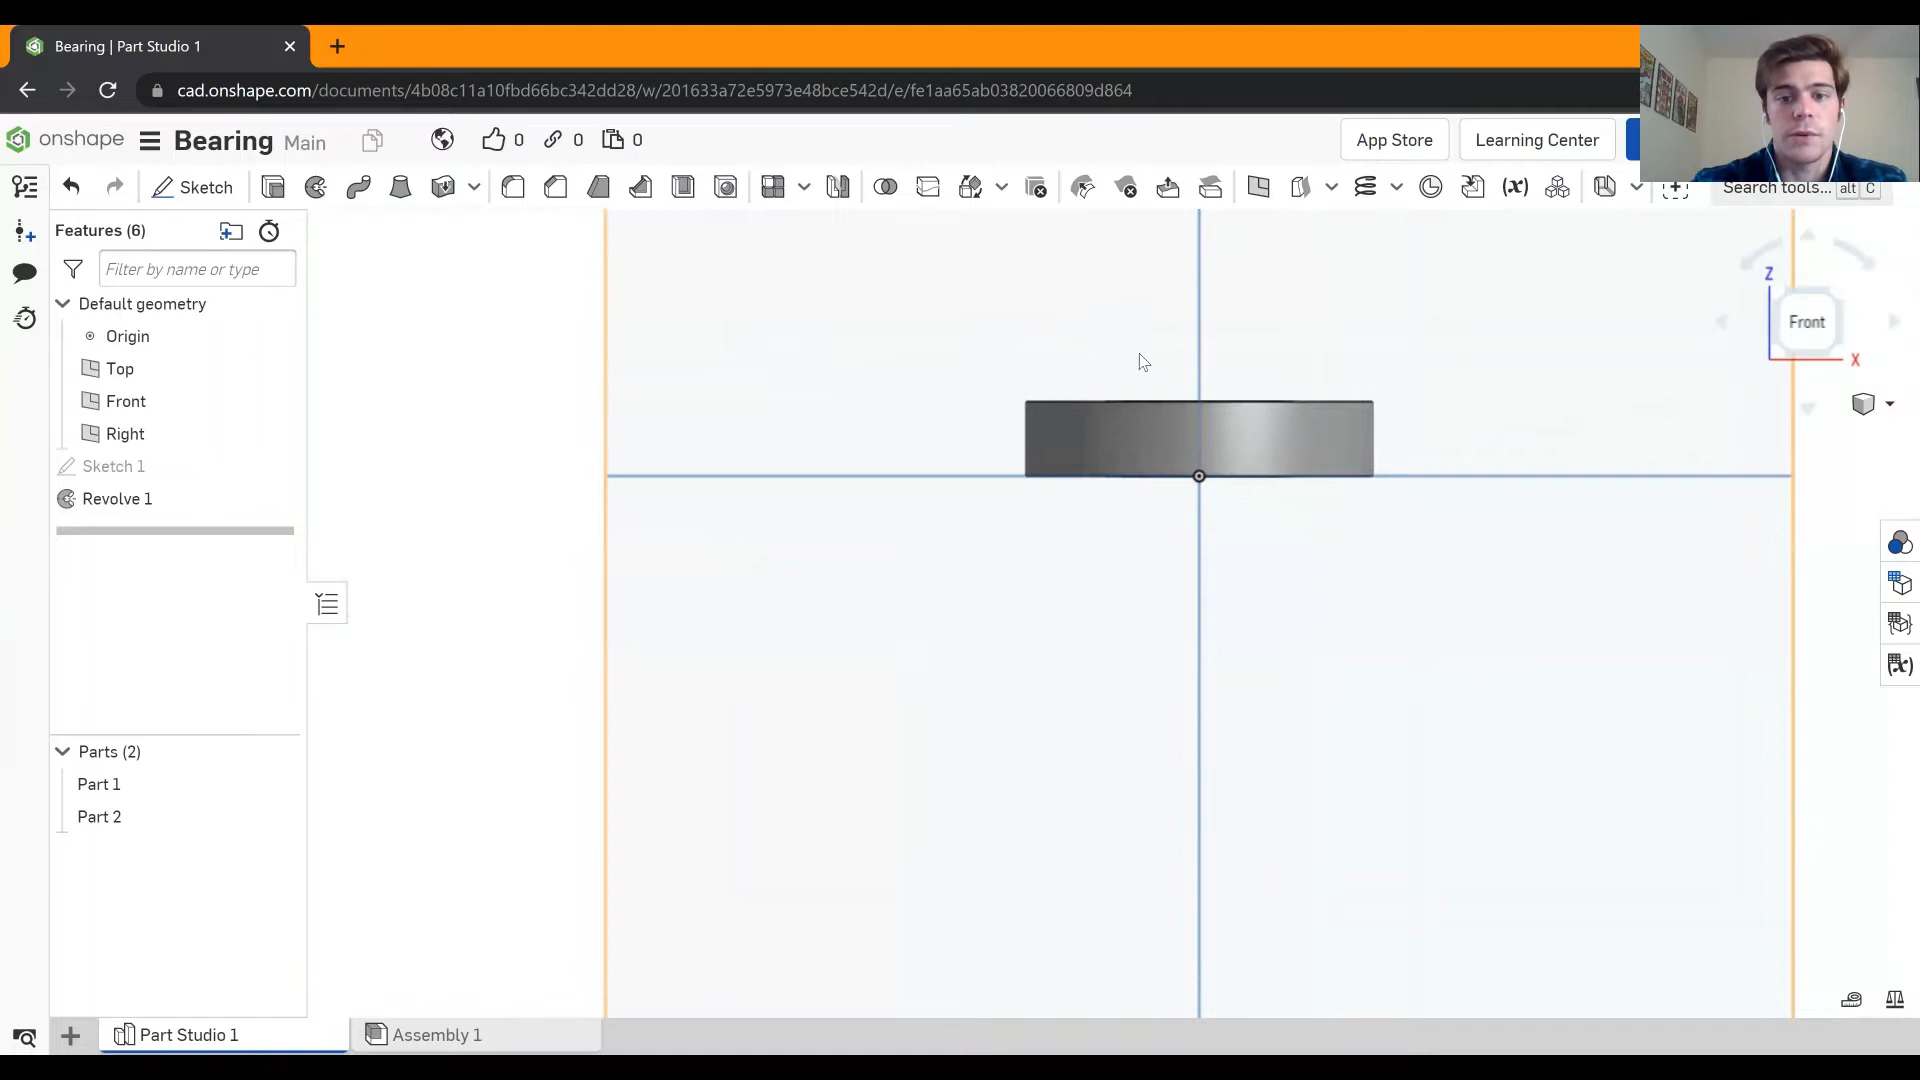 Bearing | Part Studio 1
cad.onshape.com/documents/4b08c11a10fbd66bc342dd28/w/201633a72e5973e48bce542d/e/fe1aa65ab03820066809d864
onshape Bearing Main 0 0 0 App Store Learning Center
Sketch (x) Search tools... alt C
Features (6)
Filter by name or type
Default geometry
Origin
Top
Front
Right
Sketch 1
Revolve 1
Z
Front
X
(x)
Parts (2)
Part 1
Part 2
Part Studio 1 Assembly 1